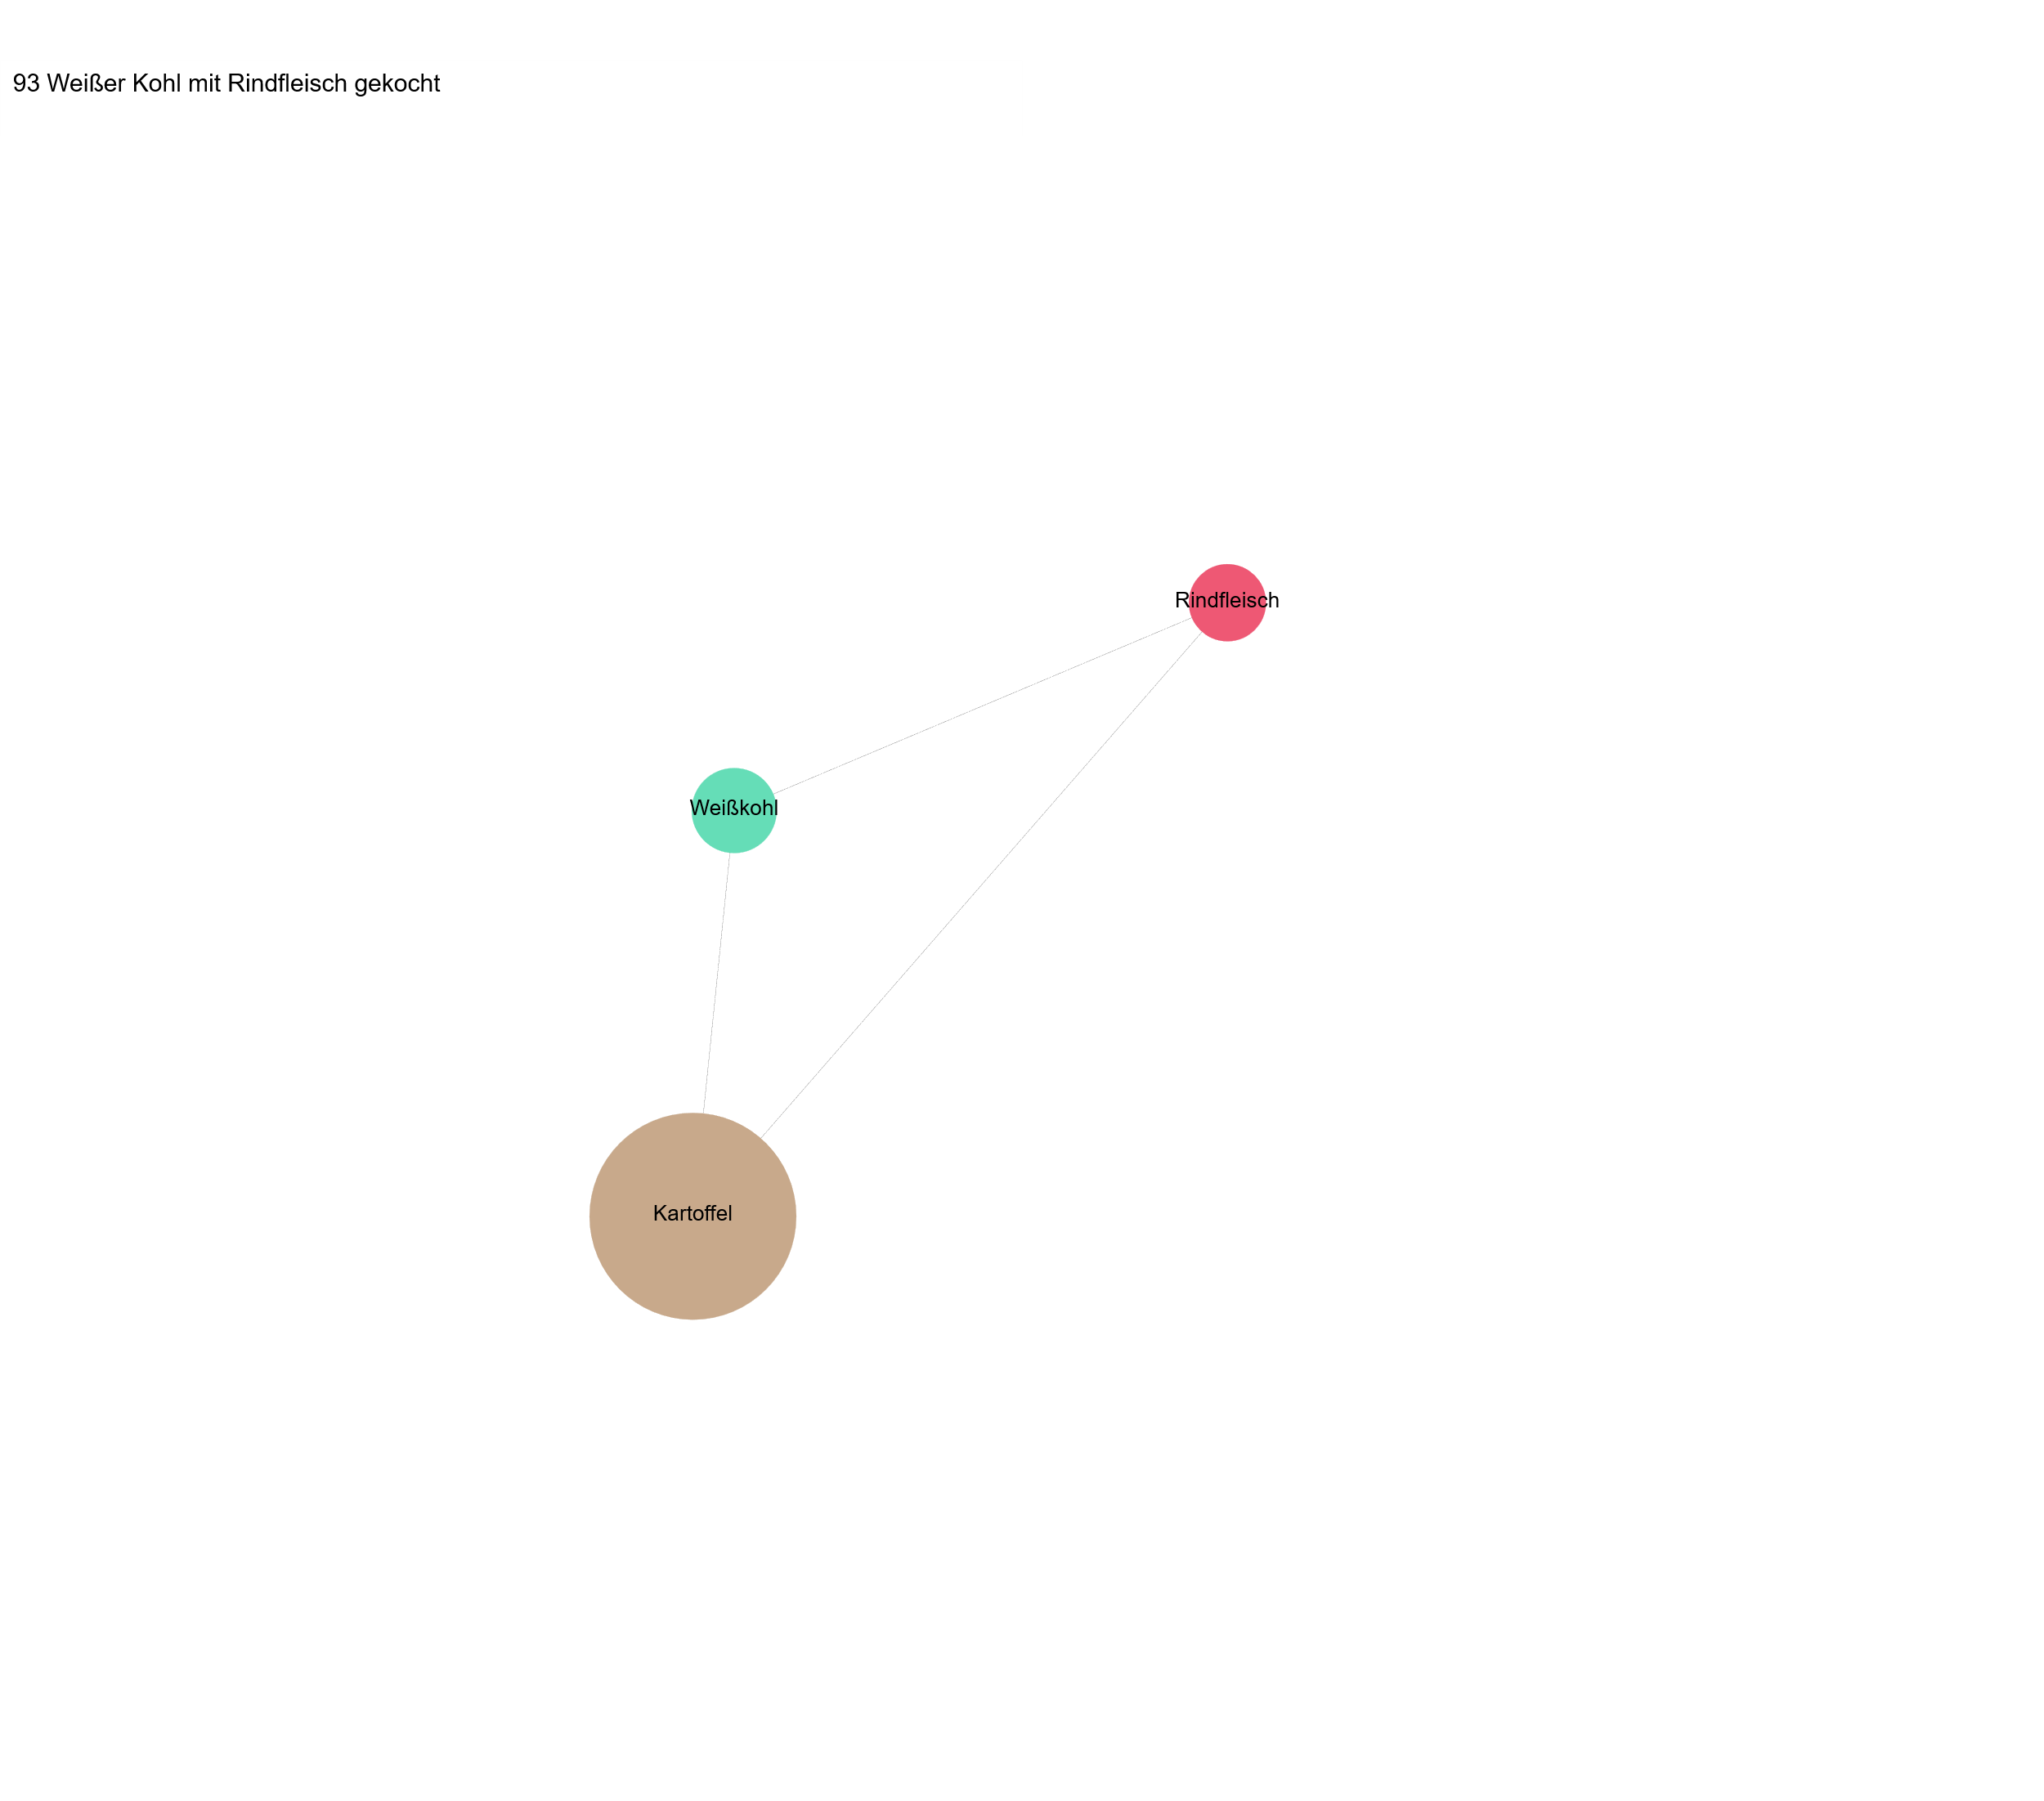 93 Weißer Kohl mit Rindfleisch gekocht
Rindfleisch
Weißkohl
Kartoffel